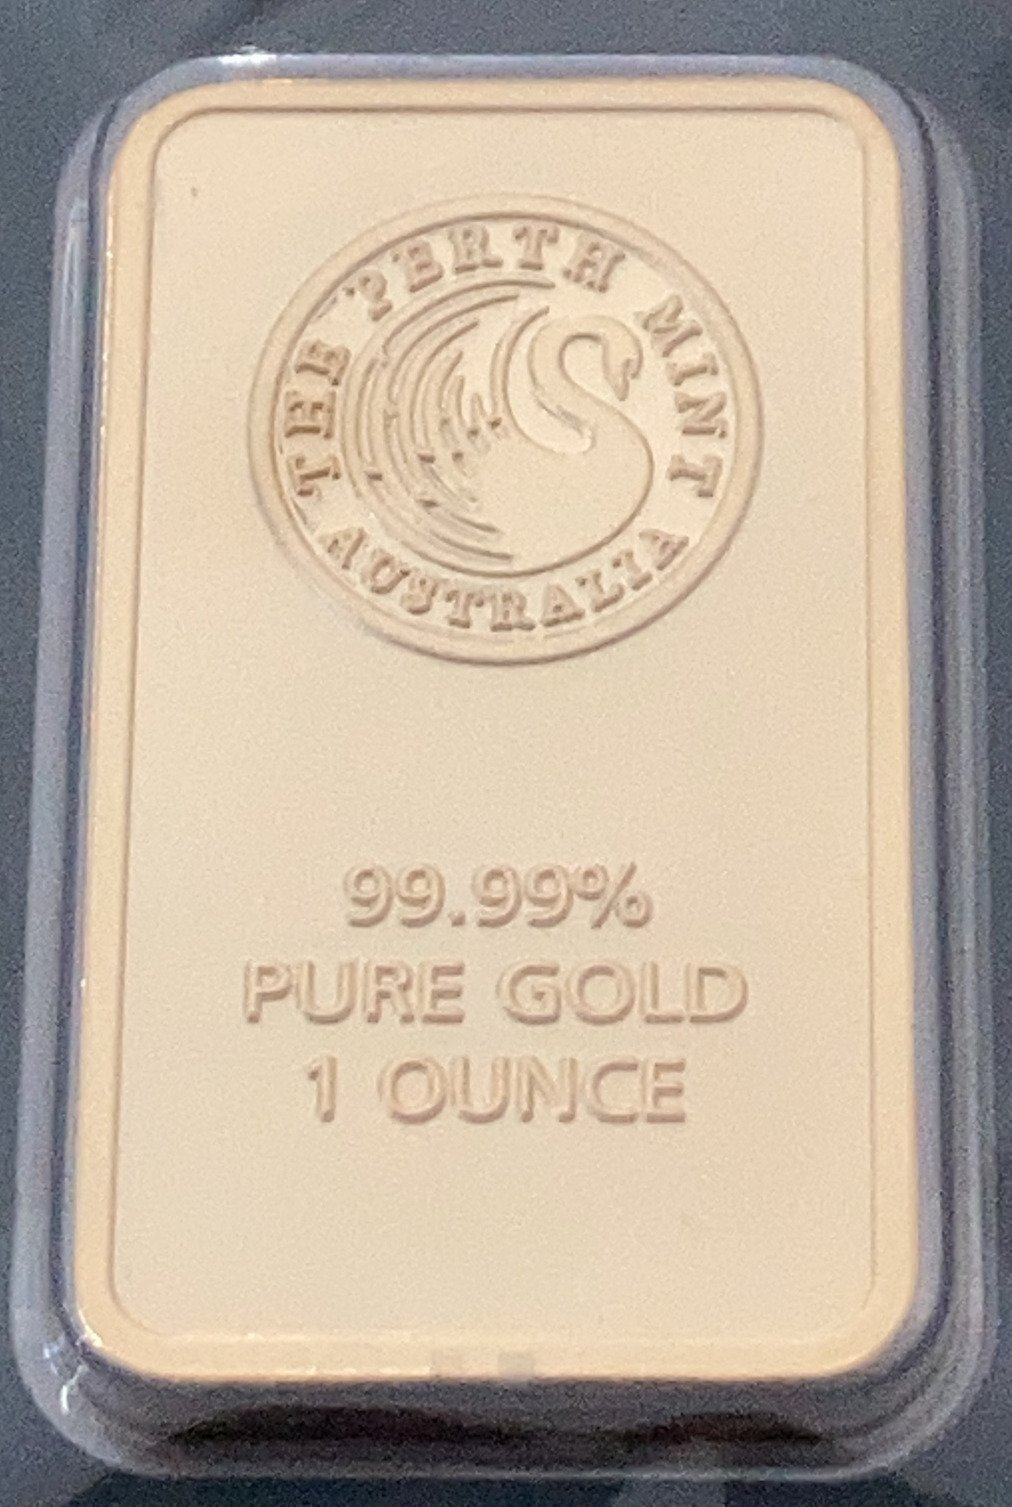 THE PERTH MINT
AUSTRALIA
99.99%
PURE GOLD
1 OUNCE